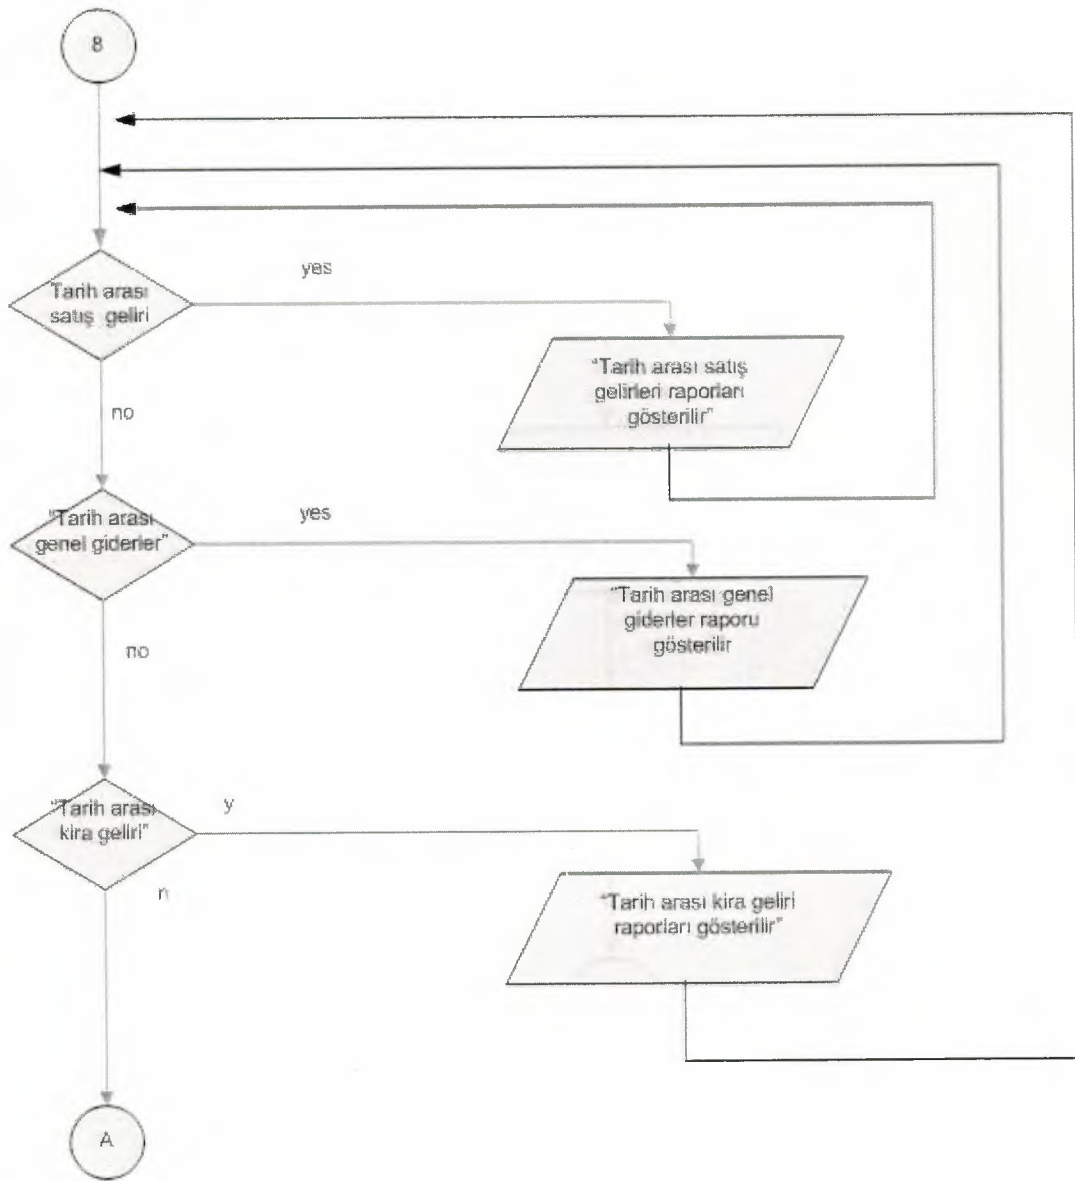 8
yes
Tarih arası
satış geliri
"Tarih arası satış
gelirleri raporları
gösterilir"
no
yes
"Tarih arası
genel giderler"
"Tarih arası genel
giderler raporu
gösterilir
no
y
"Tarih arası
kira geliri"
n
"Tarih arası kira geliri
raporları gösterilir"
A